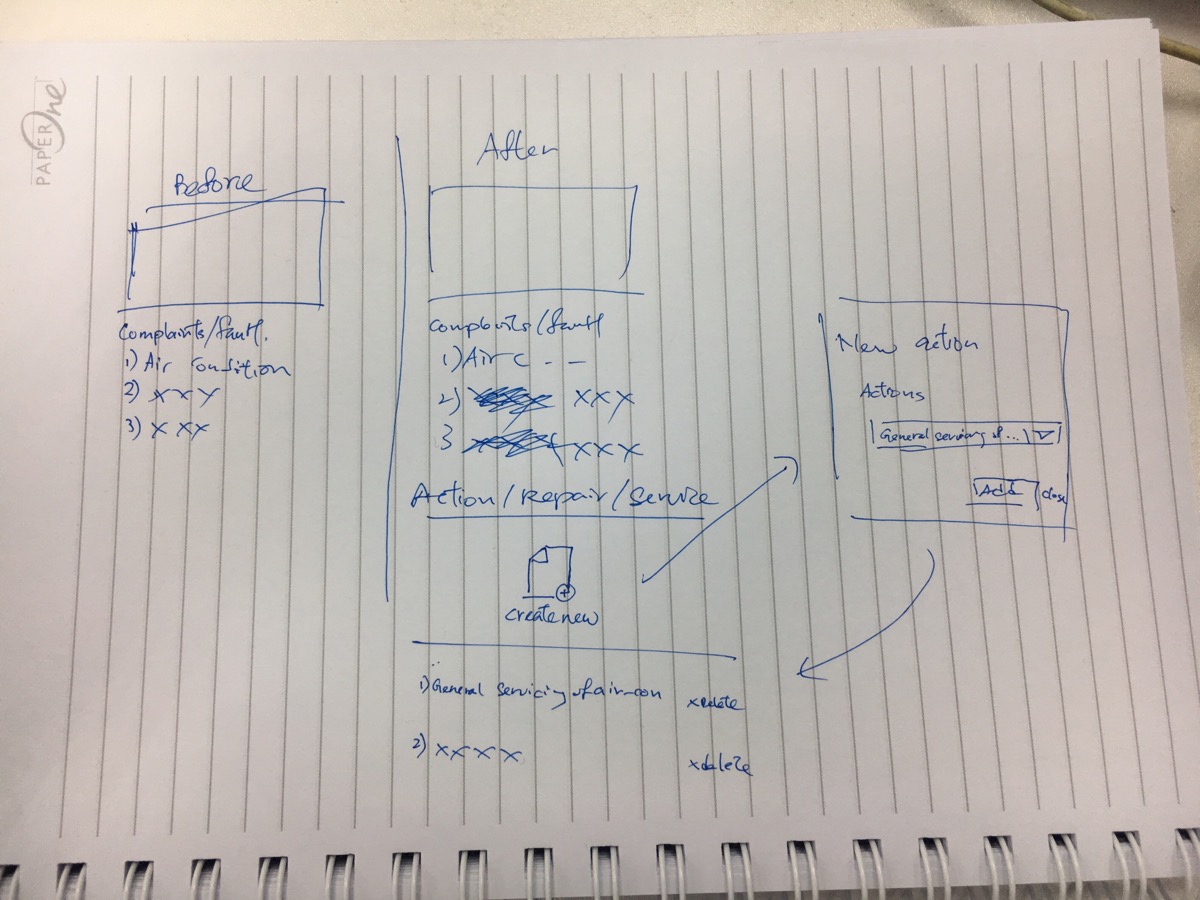 PAPER One
Before
Complaints/fault.
1) Air condition
2) x x y
3) x xx
After
Complaints/fault
1) Air c - -
2) xxx
3 xxx
Action/Repair/Service
create new
1) General servicing of air-con
x delete
2) xxxx
x delete
New action
Actions
General servicing of ...
Add close